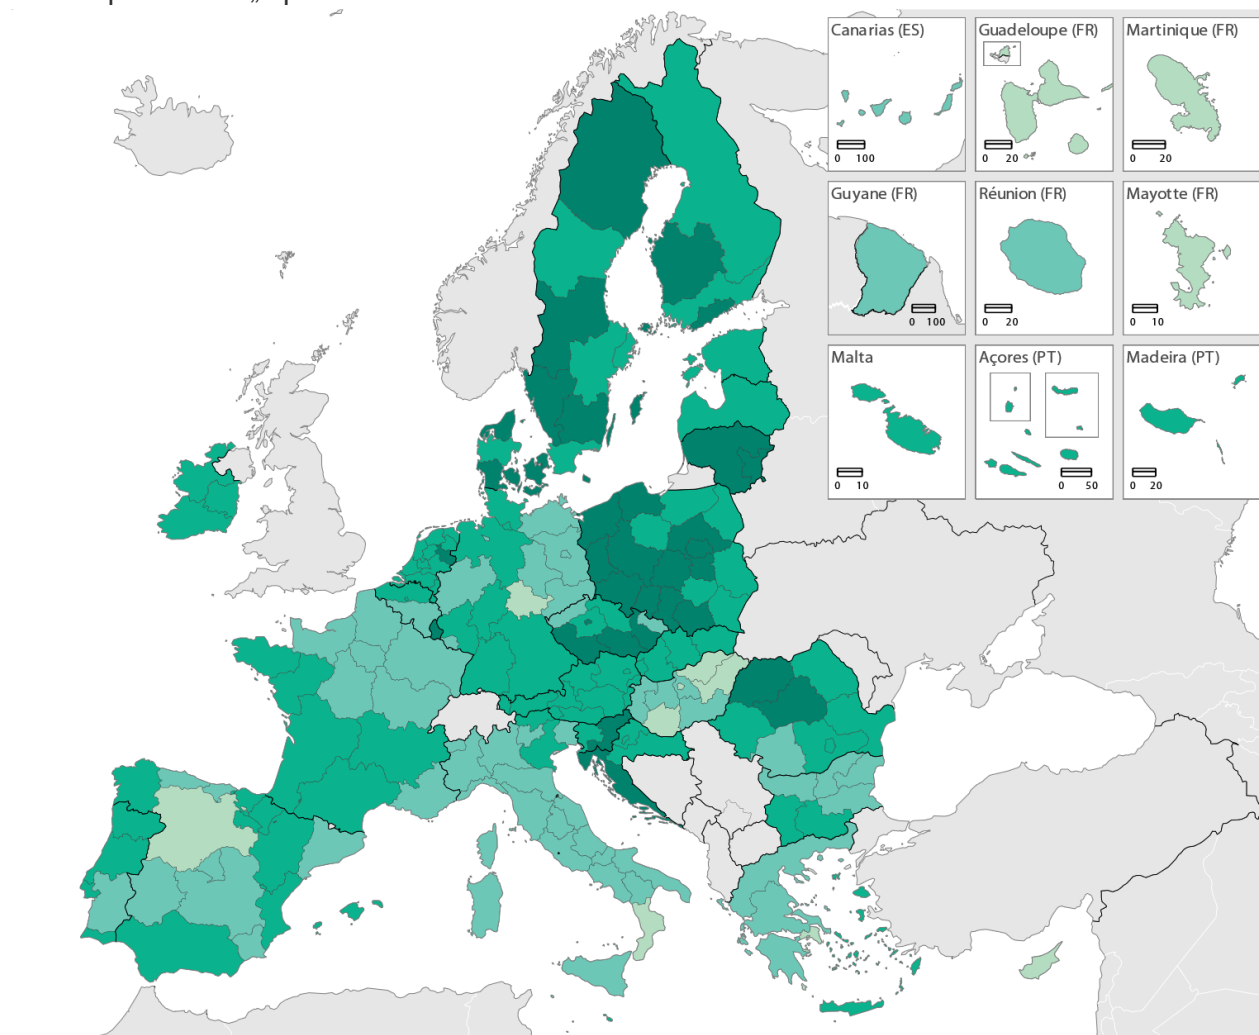 Canarias (ES)
0 100
Guadeloupe (FR)
0 20
Martinique (FR)
0 20
Guyane (FR)
0 100
Réunion (FR)
0 20
Mayotte (FR)
0 10
Malta
0 10
Açores (PT)
0 50
Madeira (PT)
0 20